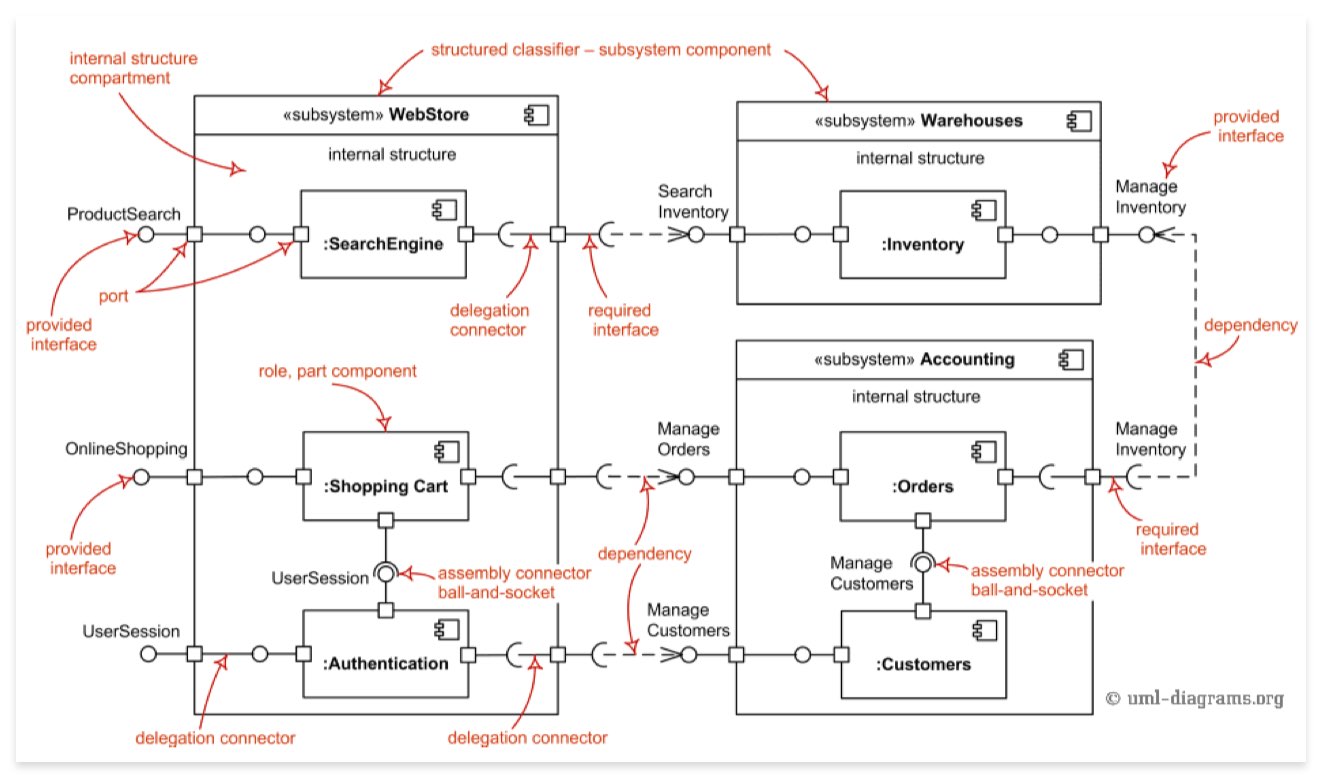 structured classifier – subsystem component
internal structure
compartment
«subsystem» WebStore
internal structure
ProductSearch
:SearchEngine
port
provided
interface
delegation
connector
required
interface
Search
Inventory
«subsystem» Warehouses
internal structure
:Inventory
provided
interface
Manage
Inventory
dependency
role, part component
OnlineShopping
:Shopping Cart
provided
interface
UserSession
assembly connector
ball-and-socket
UserSession
:Authentication
delegation connector
delegation connector
dependency
Manage
Orders
Manage
Customers
«subsystem» Accounting
internal structure
:Orders
Manage
Inventory
required
interface
Manage
Customers
assembly connector
ball-and-socket
:Customers
© uml-diagrams.org